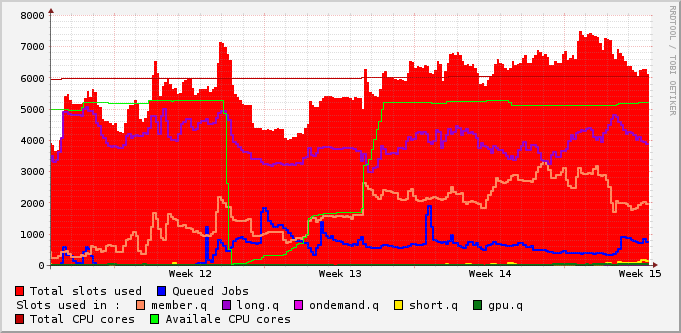 8000
7000
6000
5000
4000
3000
2000
1000
0
Week 12 Week 13 Week 14 Week 15
RRDTOOL / TOBI OETIKER
Total slots used Queued Jobs
Slots used in : member.q long.q ondemand.q short.q gpu.q
Total CPU cores Availale CPU cores